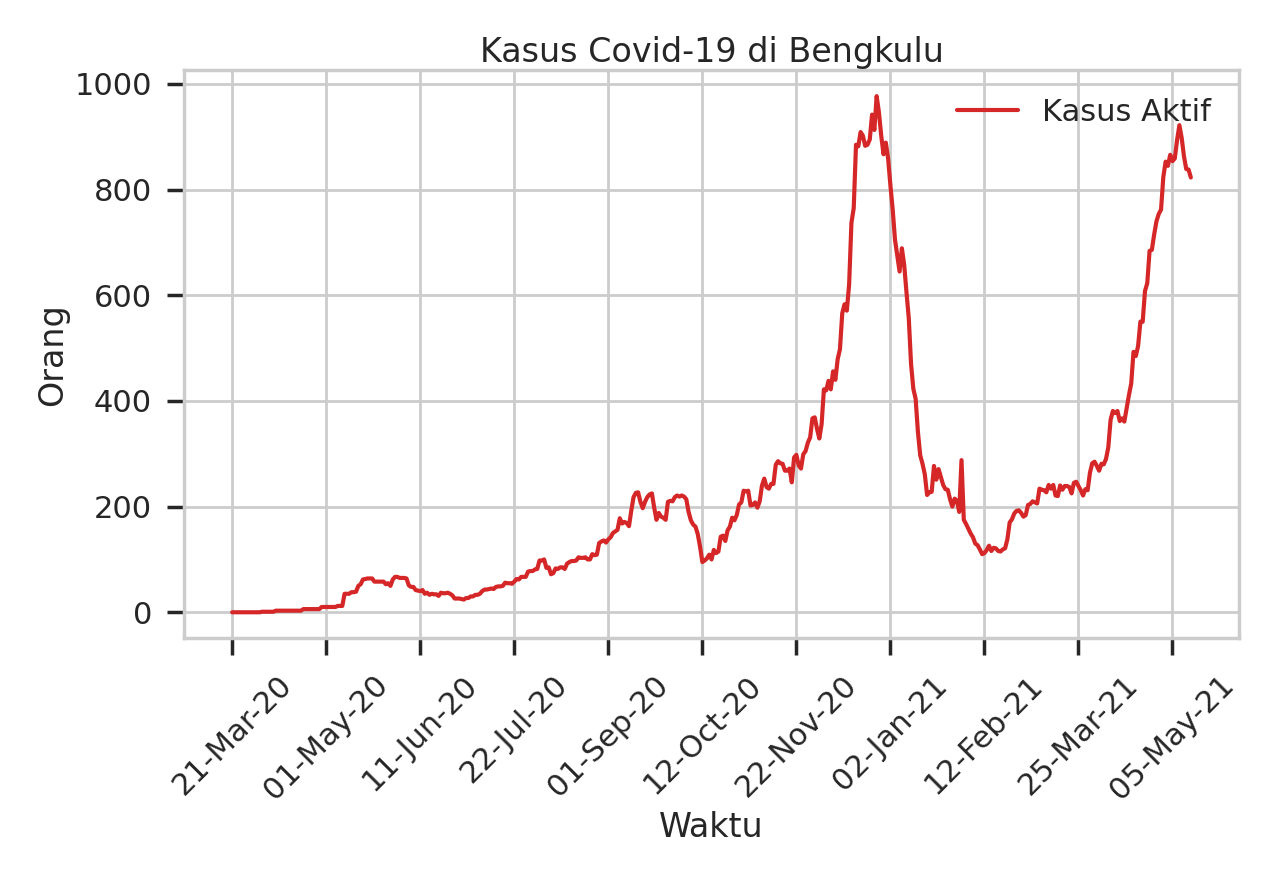 Kasus Covid-19 di Bengkulu
Kasus Aktif
Orang
1000
800
600
400
200
0
21-Mar-20
01-May-20
11-Jun-20
22-Jul-20
01-Sep-20
12-Oct-20
22-Nov-20
02-Jan-21
12-Feb-21
25-Mar-21
05-May-21
Waktu